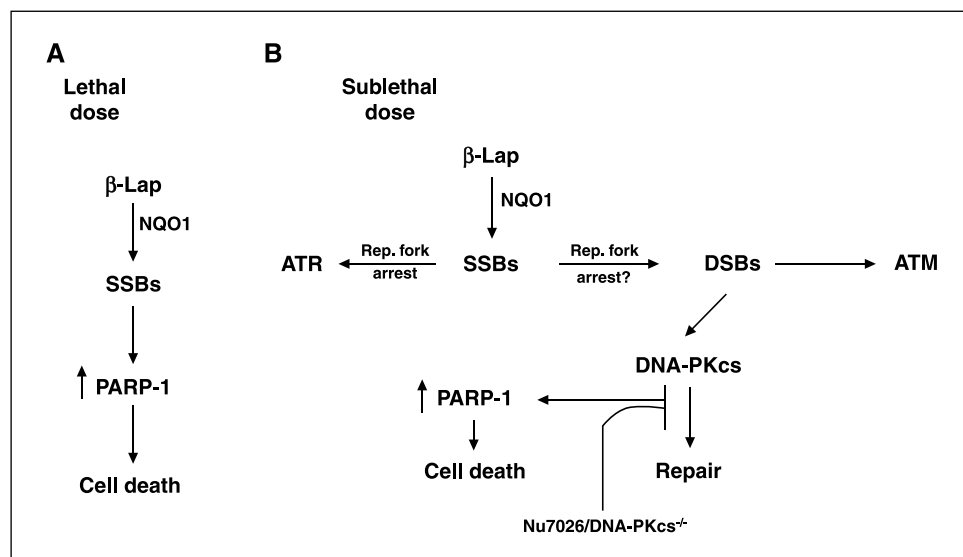 A
Lethal
dose
β-Lap
NQO1
SSBs
PARP-1
Cell death
B
Sublethal
dose
β-Lap
NQO1
ATR
Rep. fork
arrest
SSBs
Rep. fork
arrest?
DSBs
ATM
DNA-PKcs
PARP-1
Cell death
Repair
Nu7026/DNA-PKcs-/-